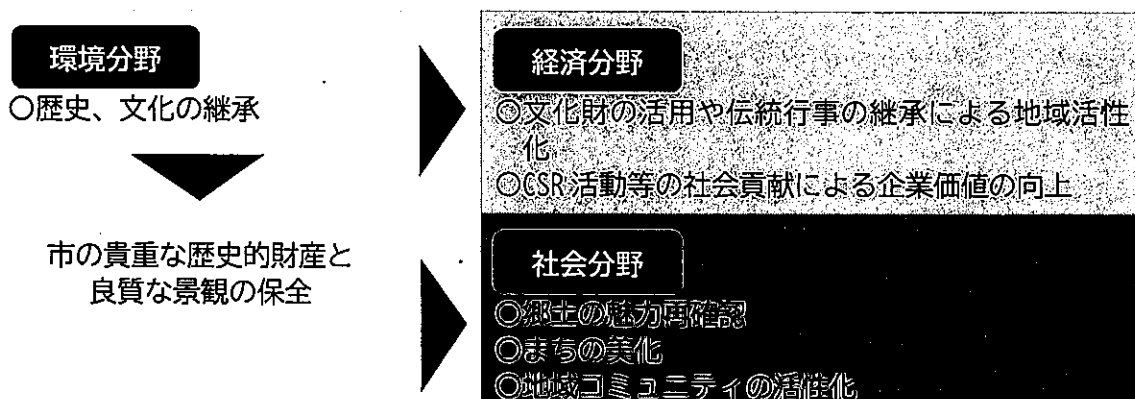 環境分野
○歴史、文化の継承
市の貴重な歴史的財産と
良質な景観の保全
経済分野
◎文化財の活用や伝統行事の継承による地域活性
化
◎CSR活動等の社会貢献による企業価値の向上
社会分野
◎郷土の魅力再確認
◎まちの美化
◎地域コミュニティの活性化